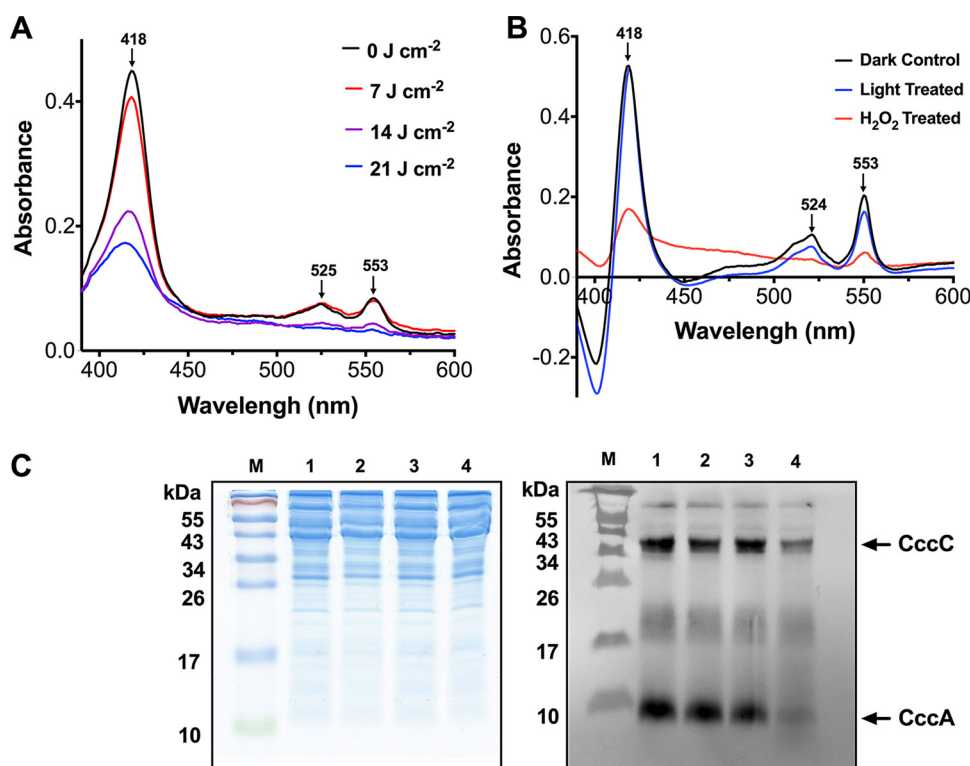 A
418
0 J cm-2
7 J cm-2
14 J cm-2
21 J cm-2
525
553
0.4
0.2
0.0
400
450
500
550
600
Absorbance
Wavelengh (nm)
B
418
Dark Control
Light Treated
H2O2 Treated
524
553
0.6
0.4
0.2
0.0
−0.2
400
450
500
550
600
Absorbance
Wavelengh (nm)
C
M 1 2 3 4
kDa
55
43
34
26
17
10
M 1 2 3 4
kDa
55
43
34
26
17
10
CccC
CccA